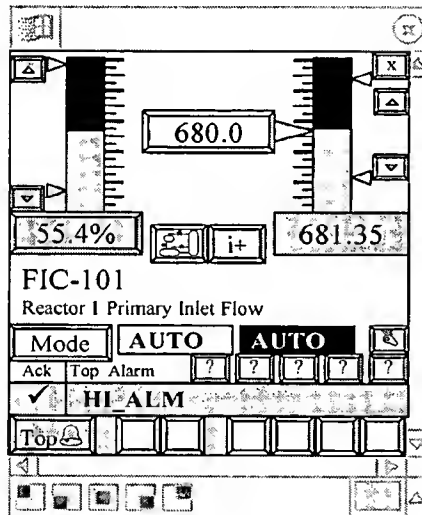 x
680.0
55.4%
i+
681.35
FIC-101
Reactor 1 Primary Inlet Flow
Mode AUTO AUTO
Ack Top Alarm ? ? ? ? ?
✓ HI_ALM
Top